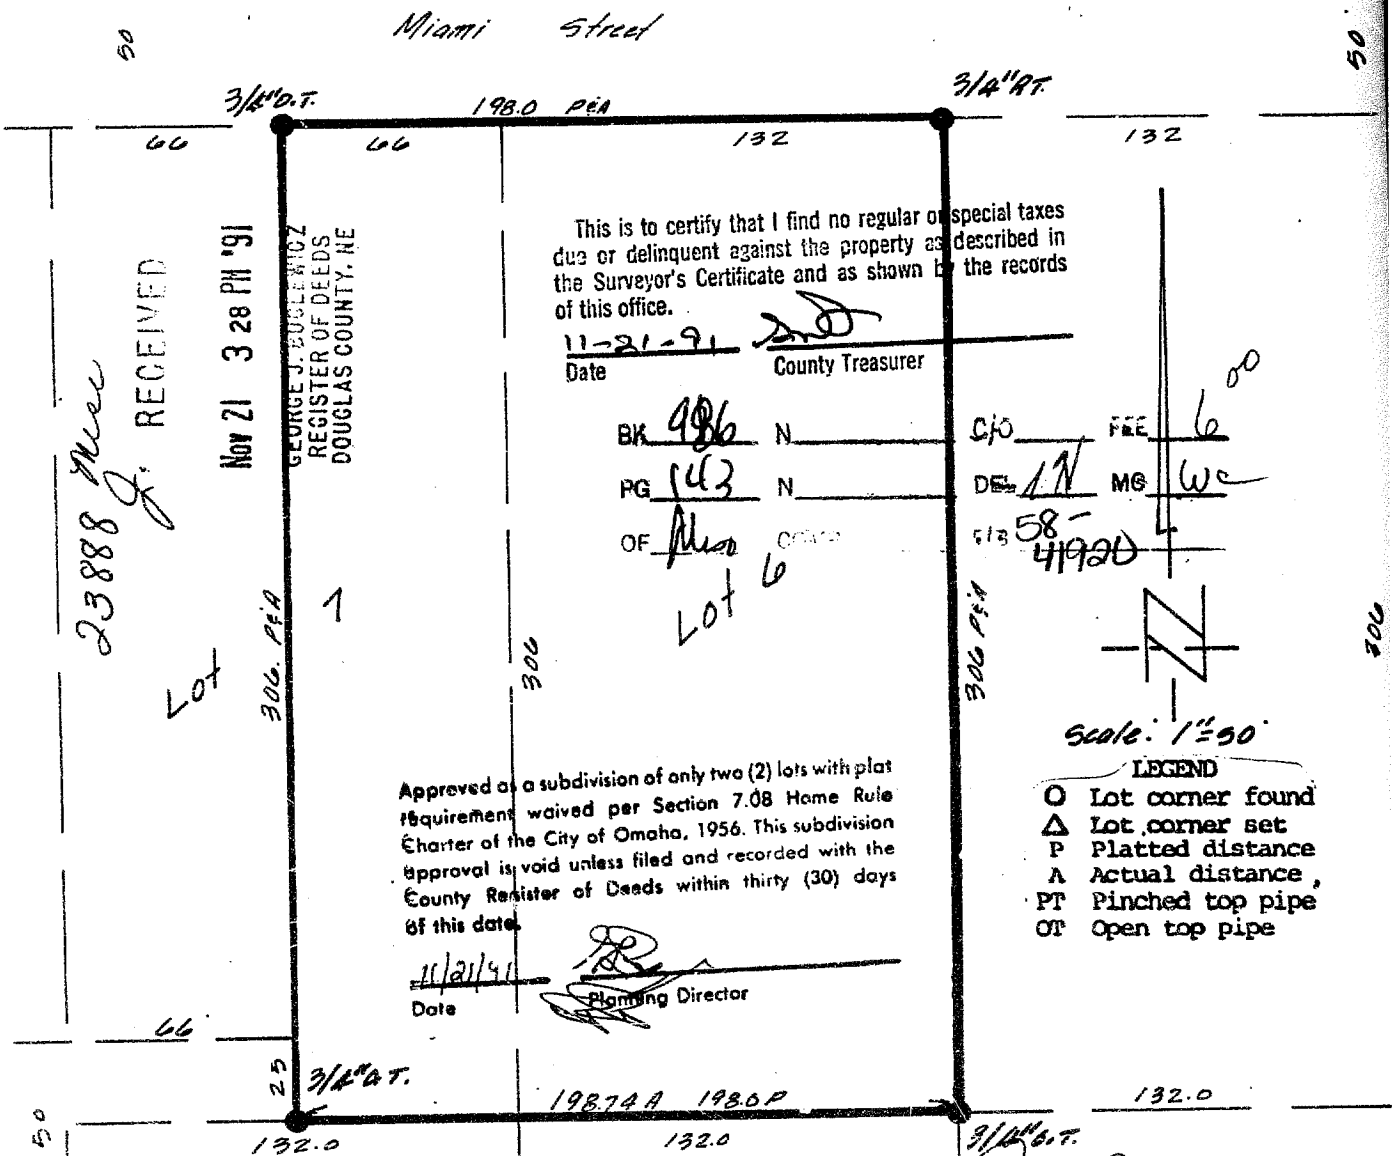 Miami Street
50
50
3/4" O.T.
198.0 P&A
3/4" P.T.
66
66
132
132
This is to certify that I find no regular or special taxes
due or delinquent against the property as described in
the Surveyor's Certificate and as shown by the records
of this office.
11-21-91
Date
County Treasurer
RECEIVED
Nov 21 3 28 PM '91
GEORGE J. BUGLEWICZ
REGISTER OF DEEDS
DOUGLAS COUNTY, NE
23888 Misc
BK 986 N C/O FEE 6 00
PG 143 N DEL MC WC
OF Misc COMP F/B 58-
41920
Lot 6
1
Lot
306. P&A
306
306 P&A
306
N
Scale: 1"=50'
LEGEND
O Lot corner found
△ Lot corner set
P Platted distance
A Actual distance
PT Pinched top pipe
OT Open top pipe
Approved as a subdivision of only two (2) lots with plat
requirement waived per Section 7.08 Home Rule
Charter of the City of Omaha, 1956. This subdivision
approval is void unless filed and recorded with the
County Register of Deeds within thirty (30) days
of this date.
11/21/91
Date
Planning Director
66
25
3/4" O.T.
198.74 A 198.0 P
132.0
50
132.0
132.0
3/4" O.T.